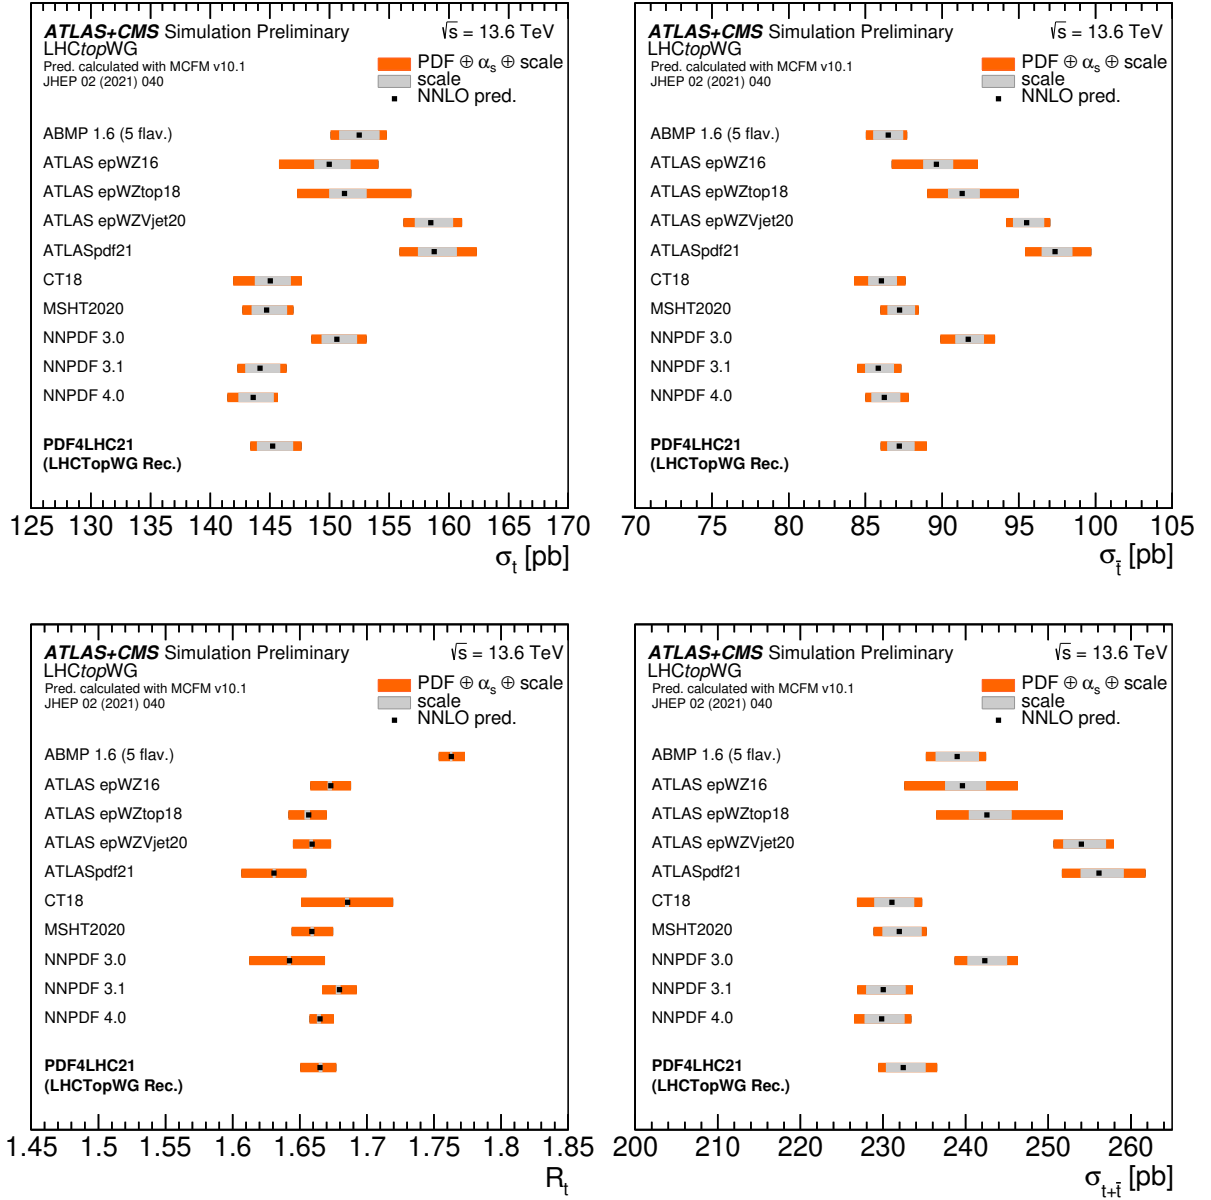 ATLAS+CMS Simulation Preliminary √s = 13.6 TeV
LHCtopWG
Pred. calculated with MCFM v10.1
JHEP 02 (2021) 040
PDF ⊕ αs ⊕ scale
scale
NNLO pred.
ABMP 1.6 (5 flav.)
ATLAS epWZ16
ATLAS epWZtop18
ATLAS epWZVjet20
ATLASpdf21
CT18
MSHT2020
NNPDF 3.0
NNPDF 3.1
NNPDF 4.0
PDF4LHC21
(LHCTopWG Rec.)
125 130 135 140 145 150 155 160 165 170
σt [pb]
ATLAS+CMS Simulation Preliminary √s = 13.6 TeV
LHCtopWG
Pred. calculated with MCFM v10.1
JHEP 02 (2021) 040
PDF ⊕ αs ⊕ scale
scale
NNLO pred.
ABMP 1.6 (5 flav.)
ATLAS epWZ16
ATLAS epWZtop18
ATLAS epWZVjet20
ATLASpdf21
CT18
MSHT2020
NNPDF 3.0
NNPDF 3.1
NNPDF 4.0
PDF4LHC21
(LHCTopWG Rec.)
70 75 80 85 90 95 100 105
σt̄ [pb]
ATLAS+CMS Simulation Preliminary √s = 13.6 TeV
LHCtopWG
Pred. calculated with MCFM v10.1
JHEP 02 (2021) 040
PDF ⊕ αs ⊕ scale
scale
NNLO pred.
ABMP 1.6 (5 flav.)
ATLAS epWZ16
ATLAS epWZtop18
ATLAS epWZVjet20
ATLASpdf21
CT18
MSHT2020
NNPDF 3.0
NNPDF 3.1
NNPDF 4.0
PDF4LHC21
(LHCTopWG Rec.)
1.45 1.5 1.55 1.6 1.65 1.7 1.75 1.8 1.85
Rt
ATLAS+CMS Simulation Preliminary √s = 13.6 TeV
LHCtopWG
Pred. calculated with MCFM v10.1
JHEP 02 (2021) 040
PDF ⊕ αs ⊕ scale
scale
NNLO pred.
ABMP 1.6 (5 flav.)
ATLAS epWZ16
ATLAS epWZtop18
ATLAS epWZVjet20
ATLASpdf21
CT18
MSHT2020
NNPDF 3.0
NNPDF 3.1
NNPDF 4.0
PDF4LHC21
(LHCTopWG Rec.)
200 210 220 230 240 250 260
σt+t̄ [pb]